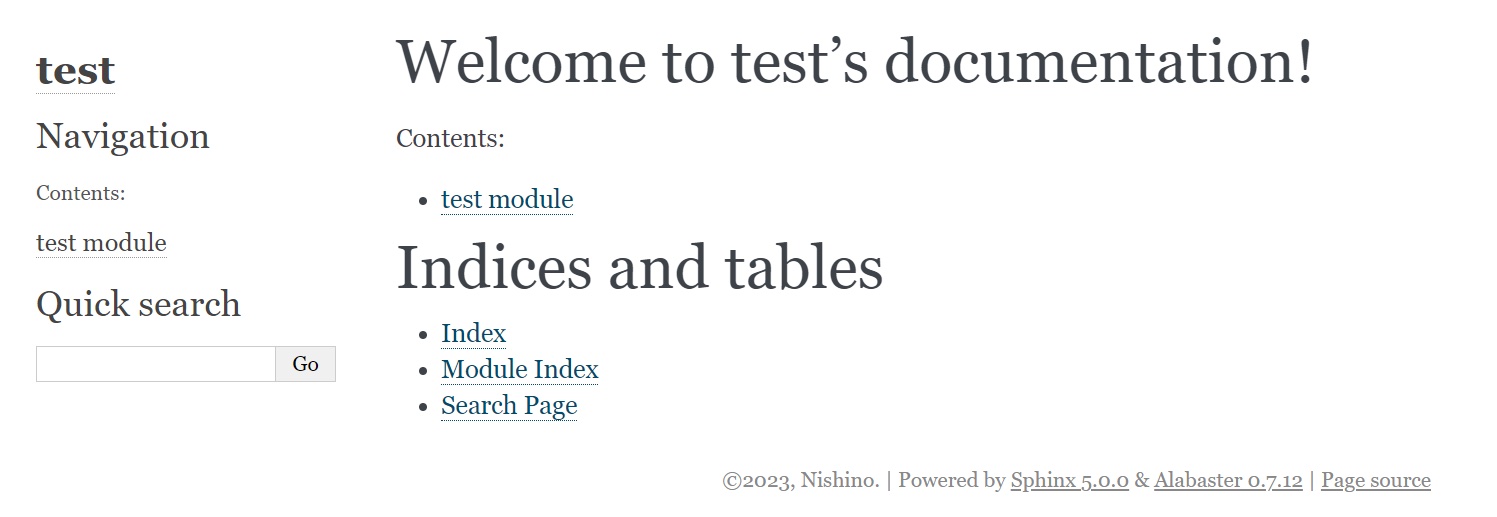 test
Navigation
Contents:
test module
Quick search
Go
Welcome to test’s documentation!
Contents:
• test module
Indices and tables
• Index
• Module Index
• Search Page
©2023, Nishino. | Powered by Sphinx 5.0.0 & Alabaster 0.7.12 | Page source